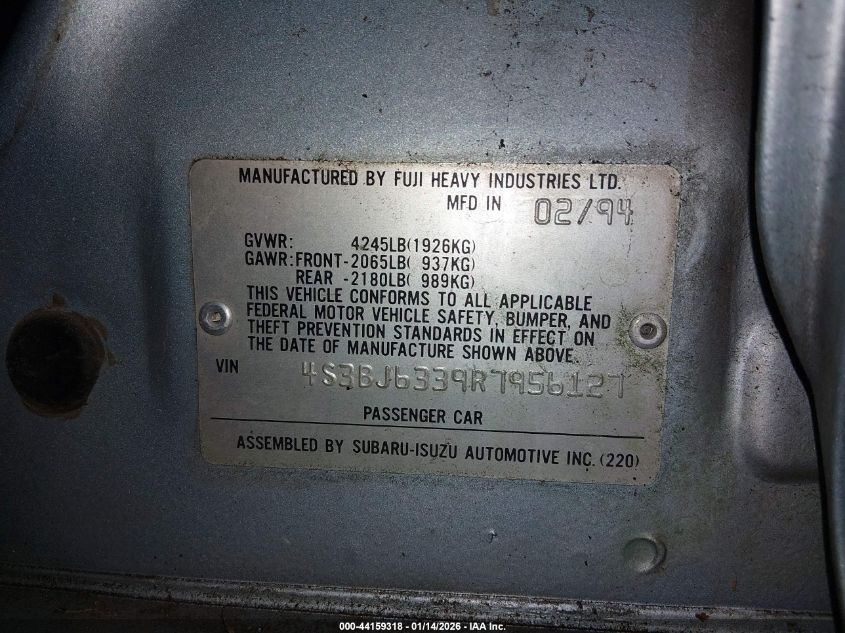 MANUFACTURED BY FUJI HEAVY INDUSTRIES LTD.
MFD IN 02/94
GVWR: 4245LB(1926KG)
GAWR:FRONT-2065LB( 937KG)
REAR -2180LB( 989KG)
THIS VEHICLE CONFORMS TO ALL APPLICABLE
FEDERAL MOTOR VEHICLE SAFETY, BUMPER, AND
THEFT PREVENTION STANDARDS IN EFFECT ON
THE DATE OF MANUFACTURE SHOWN ABOVE.
VIN 4S3BJ6339R7956127
PASSENGER CAR
ASSEMBLED BY SUBARU-ISUZU AUTOMOTIVE INC. (220)
000-44159318 - 01/14/2026 - IAA Inc.